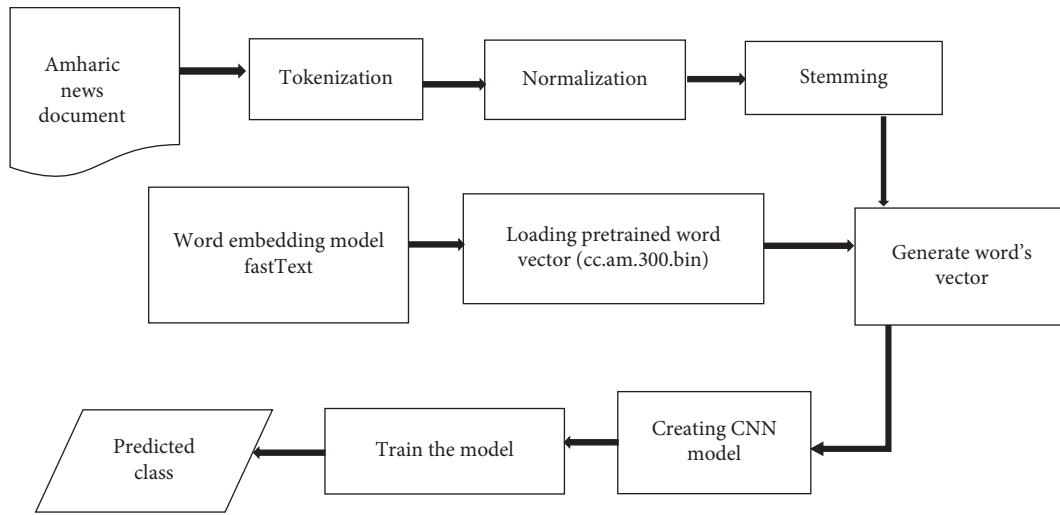 Amharic
news
document
Tokenization
Normalization
Stemming
Word embedding model
fastText
Loading pretrained word
vector (cc.am.300.bin)
Generate word's
vector
Predicted
class
Train the model
Creating CNN
model